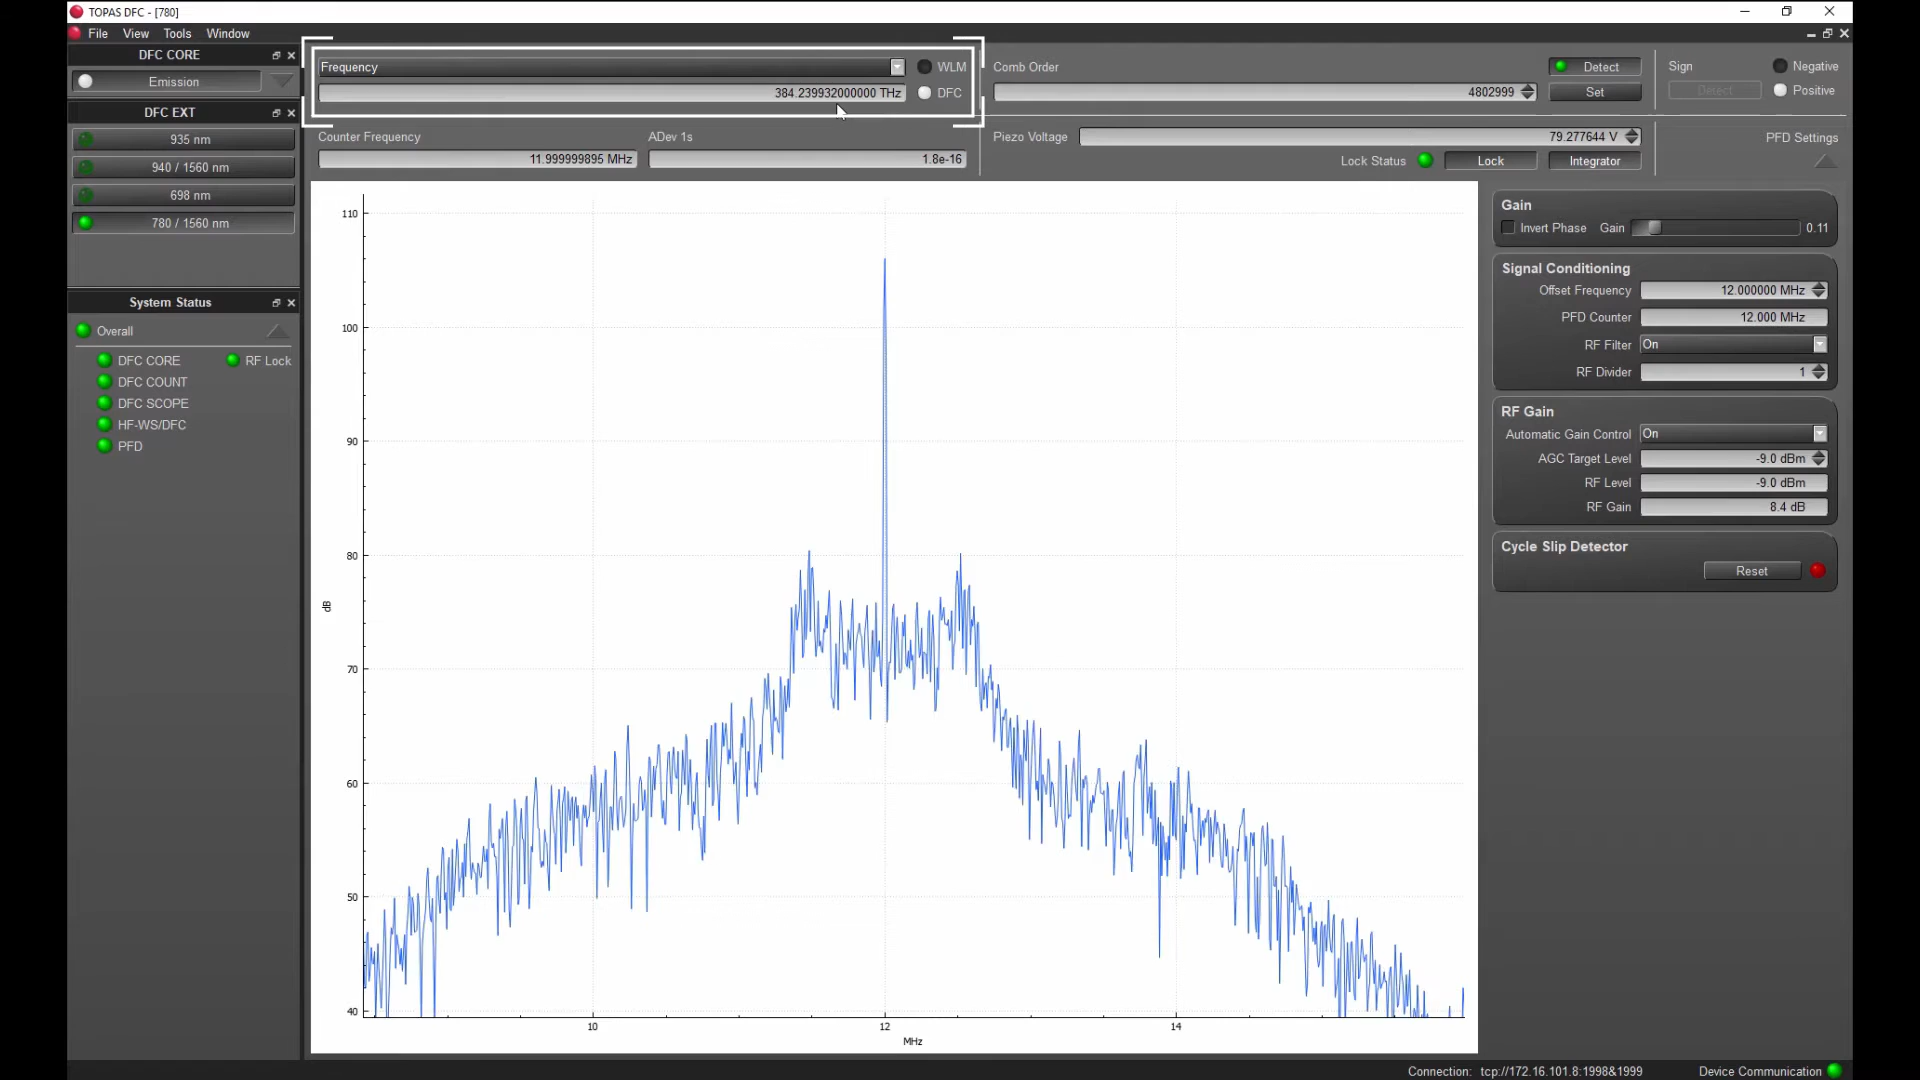 TOPAS DFC - [780]
File View Tools Window
DFC CORE
Emission
DFC EXT
935 nm
940 / 1560 nm
698 nm
780 / 1560 nm
System Status
Overall
DFC CORE RF Lock
DFC COUNT
DFC SCOPE
HF-WS/DFC
PFD
Frequency WLM
384.239932000000 THz DFC
Counter Frequency ADev 1s
11.999999895 MHz 1.8e-16
Comb Order Detect
4802999 Set
Sign Negative
Detect Positive
Piezo Voltage 79.277644 V
Lock Status Lock Integrator
PFD Settings
110
100
90
80
70
60
50
40
dB
10 12 14
MHz
Gain
Invert Phase Gain 0.11
Signal Conditioning
Offset Frequency 12.000000 MHz
PFD Counter 12.000 MHz
RF Filter On
RF Divider 1
RF Gain
Automatic Gain Control On
AGC Target Level -9.0 dBm
RF Level -9.0 dBm
RF Gain 8.4 dB
Cycle Slip Detector
Reset
Connection: tcp://172.16.101.8:1998&1999 Device Communication